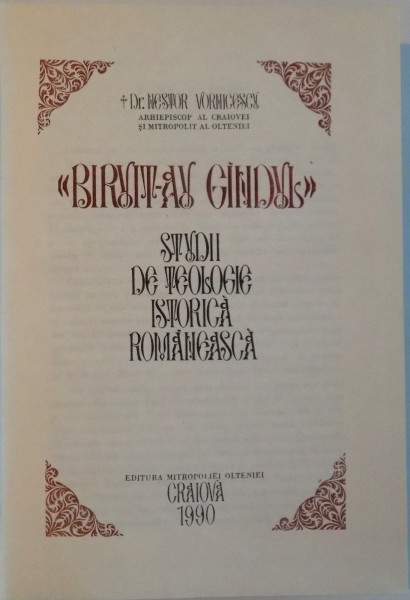 † Dr. NESTOR VORNICESCU,
ARHIEPISCOP AL CRAIOVEI
ȘI MITROPOLIT AL OLTENIEI
«BIRUIT-AU GÎNDUL»
STUDII
DE TEOLOGIE
ISTORICĂ
ROMÂNEASCĂ
EDITURA MITROPOLIEI OLTENIEI
CRAIOVA
1990